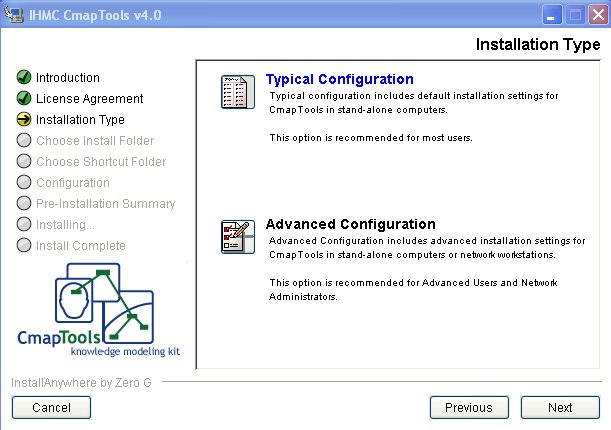 IHMC CmapTools v4.0
Installation Type
Introduction
License Agreement
Installation Type
Choose Install Folder
Choose Shortcut Folder
Configuration
Pre-Installation Summary
Installing...
Install Complete
CmapTools
knowledge modeling kit
Typical Configuration
Typical configuration includes default installation settings for
CmapTools in stand-alone computers.
This option is recommended for most users.
Advanced Configuration
Advanced Configuration includes advanced installation settings for
CmapTools in stand-alone computers or network workstations.
This option is recommended for Advanced Users and Network
Administrators.
InstallAnywhere by Zero G
Cancel
Previous
Next